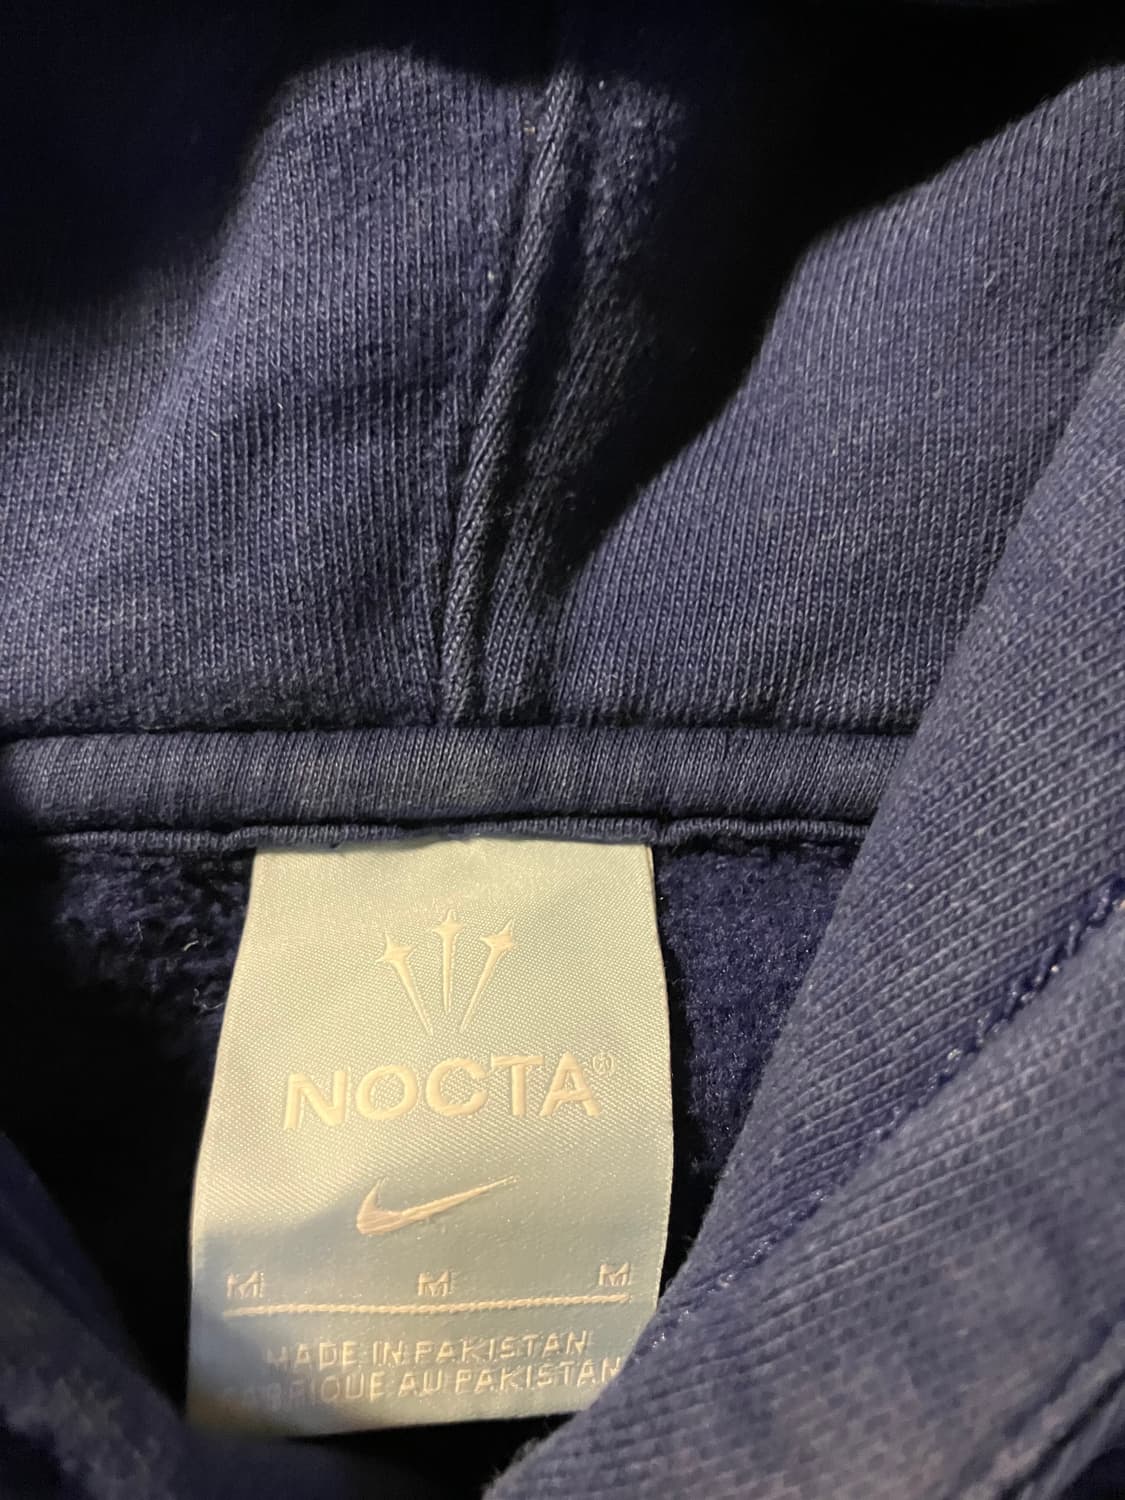 NOCTA®
M M M
MADE IN PAKISTAN
FABRIQUE AU PAKISTAN